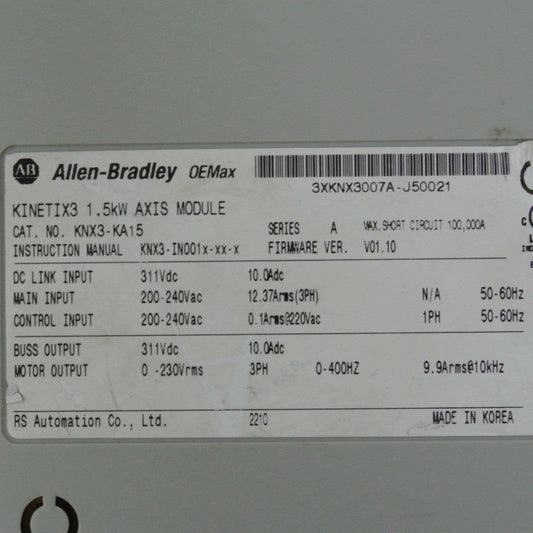 AB Allen-Bradley OEMax
3XKNX3007A-J50021
KINETIX3 1.5kW AXIS MODULE
CAT. NO. KNX3-KA15 SERIES A MAX.SHORT CIRCUIT 100,000A
INSTRUCTION MANUAL KNX3-IN001x-xx-x FIRMWARE VER. V01.10
DC LINK INPUT 311Vdc 10.0Adc
MAIN INPUT 200-240Vac 12.37Arms(3PH) N/A 50-60Hz
CONTROL INPUT 200-240Vac 0.1Arms@220Vac 1PH 50-60Hz
BUSS OUTPUT 311Vdc 10.0Adc
MOTOR OUTPUT 0 -230Vrms 3PH 0-400HZ 9.9Arms@10kHz
RS Automation Co., Ltd. 2210 MADE IN KOREA